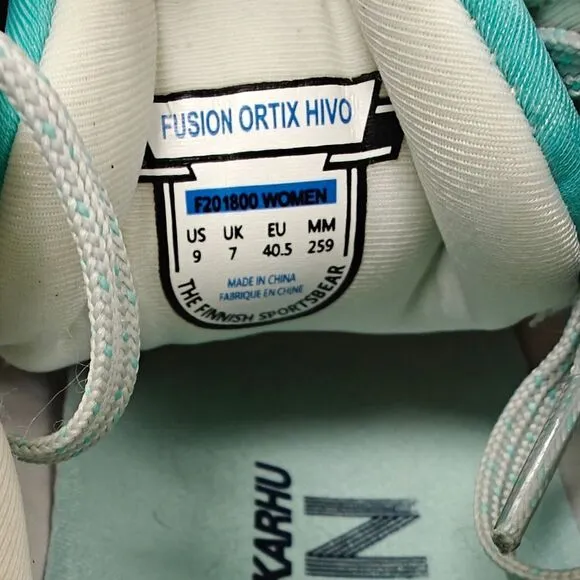 FUSION ORTIX HIVO
F201800 WOMEN
US UK EU MM
9 7 40.5 259
MADE IN CHINA
FABRIQUE EN CHINE
THE FINNISH SPORTSBEAR
KARHU